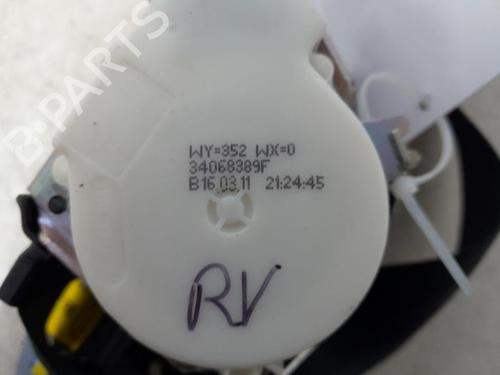 B-PARTS
WY=352 WX=0
34068389F
B16.03.11 21:24:45
RV